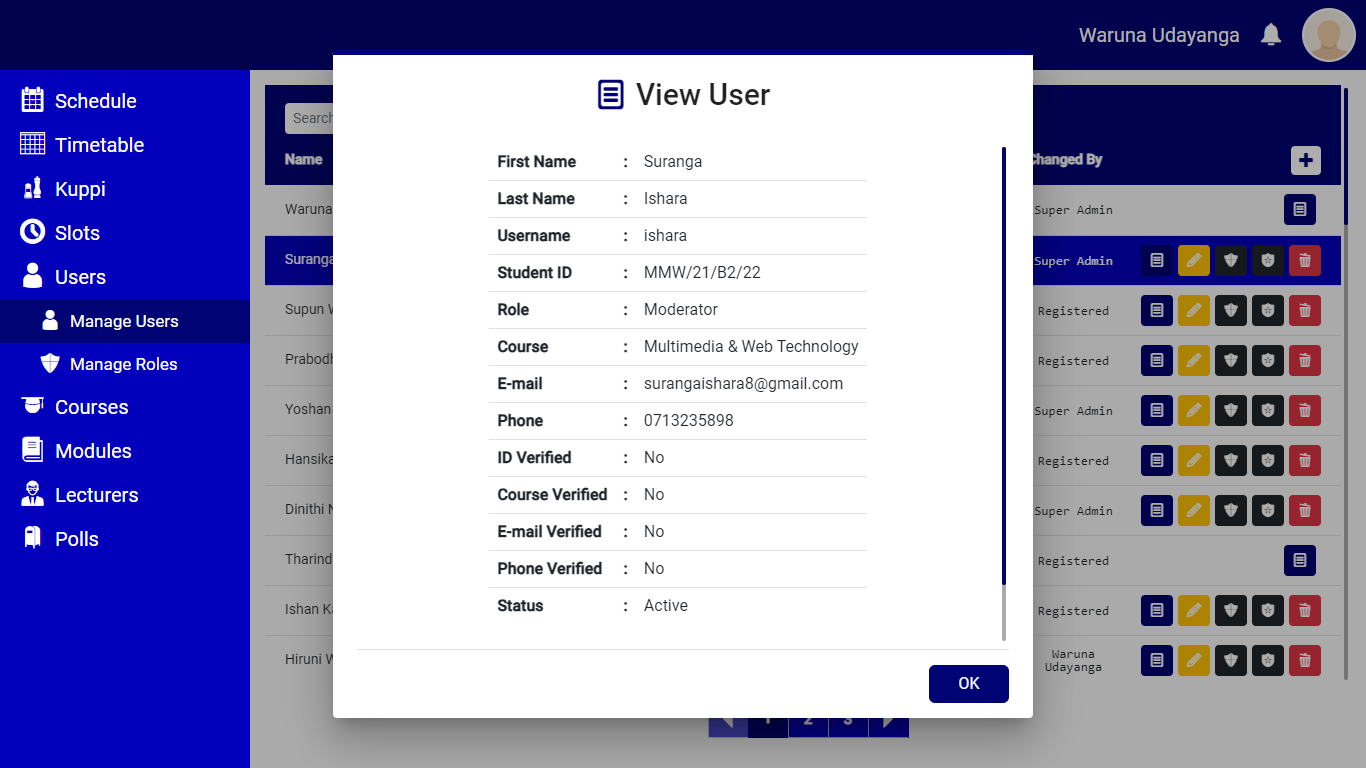 Waruna Udayanga
Schedule
Timetable
Kuppi
Slots
Users
Manage Users
Manage Roles
Courses
Modules
Lecturers
Polls
View User
First Name : Suranga
Last Name : Ishara
Username : ishara
Student ID : MMW/21/B2/22
Role : Moderator
Course : Multimedia & Web Technology
E-mail : surangaishara8@gmail.com
Phone : 0713235898
ID Verified : No
Course Verified : No
E-mail Verified : No
Phone Verified : No
Status : Active
OK
Search
Name Changed By
Waruna Super Admin
Suranga Super Admin
Supun Registered
Prabodh Registered
Yoshan Super Admin
Hansika Registered
Dinithi Super Admin
Tharind Registered
Ishan Registered
Hiruni Waruna
Udayanga
1 2 3